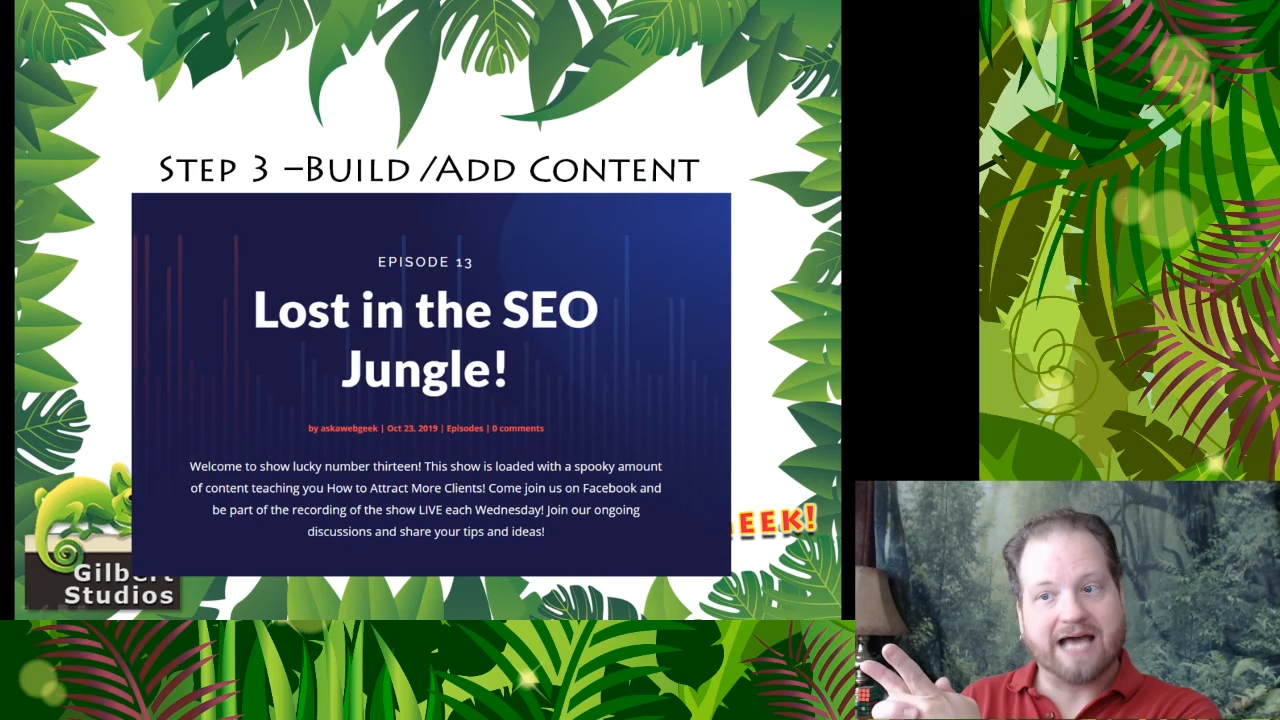 STEP 3 –BUILD /ADD CONTENT
EPISODE 13
Lost in the SEO
Jungle!
by askawebgeek | Oct 23, 2019 | Episodes | 0 comments
Welcome to show lucky number thirteen! This show is loaded with a spooky amount
of content teaching you How to Attract More Clients! Come join us on Facebook and
be part of the recording of the show LIVE each Wednesday! Join our ongoing
discussions and share your tips and ideas!
EEK!
Gilbert
Studios